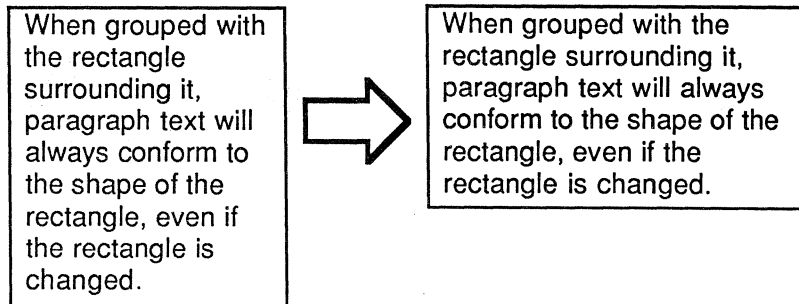 When grouped with
the rectangle
surrounding it,
paragraph text will
always conform to
the shape of the
rectangle, even if
the rectangle is
changed.
When grouped with the
rectangle surrounding it,
paragraph text will always
conform to the shape of the
rectangle, even if the
rectangle is changed.